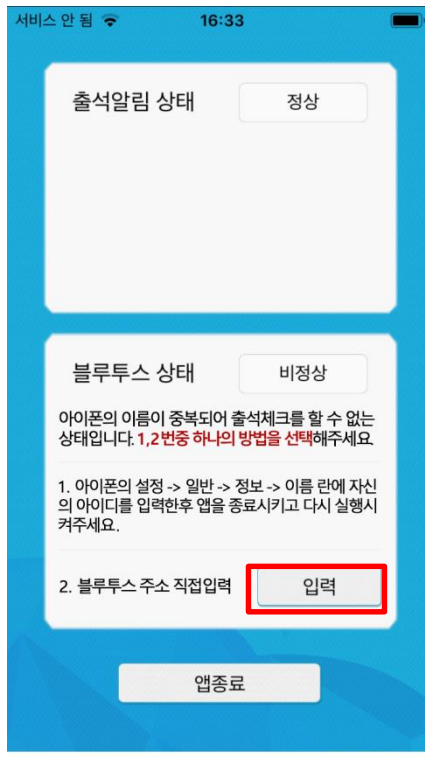 서비스 안 됨 16:33
출석알림 상태 정상
블루투스 상태 비정상
아이폰의 이름이 중복되어 출석체크를 할 수 없는
상태입니다. 1,2번중 하나의 방법을 선택해주세요
1. 아이폰의 설정 -> 일반 -> 정보 -> 이름 란에 자신
의 아이디를 입력한후 앱을 종료시키고 다시 실행시
켜주세요.
2. 블루투스 주소 직접입력 입력
앱종료